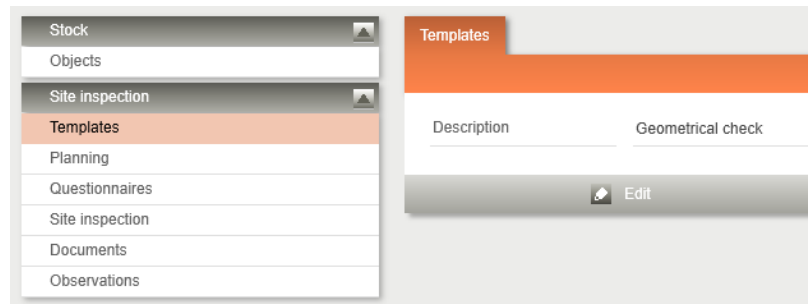 Stock
Objects
Site inspection
Templates
Planning
Questionnaires
Site inspection
Documents
Observations
Templates
Description Geometrical check
Edit